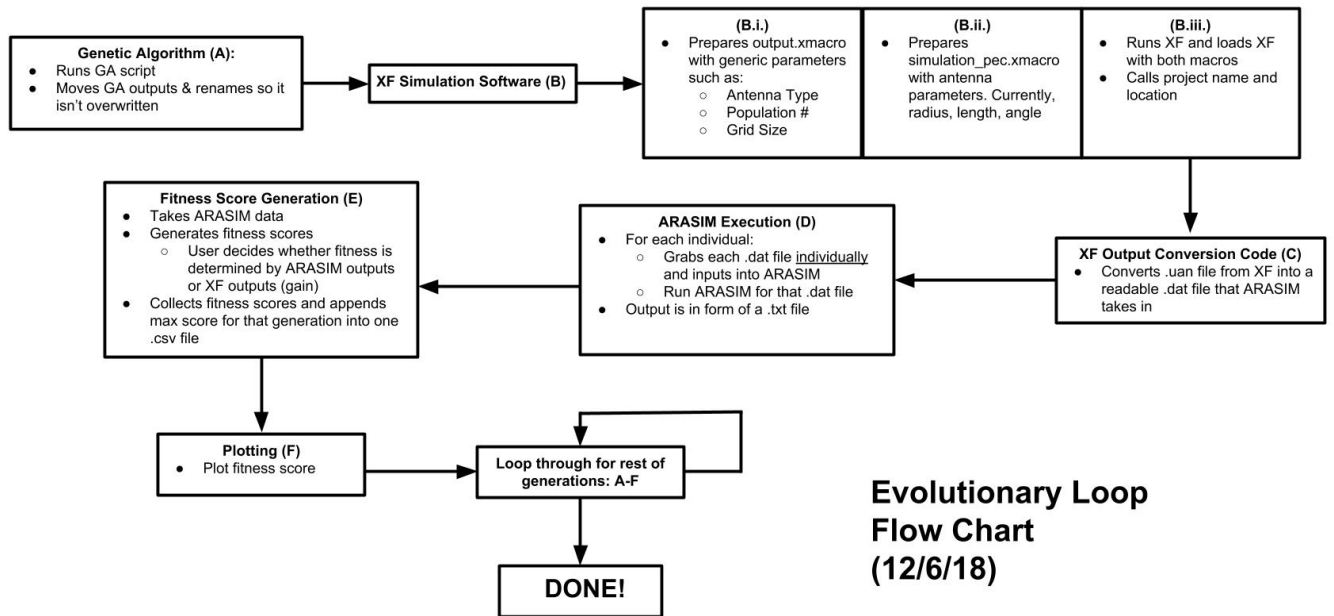 Genetic Algorithm (A):
● Runs GA script
● Moves GA outputs & renames so it
isn't overwritten
XF Simulation Software (B)
(B.i.)
● Prepares output.xmacro
with generic parameters
such as:
○ Antenna Type
○ Population #
○ Grid Size
(B.ii.)
● Prepares
simulation_pec.xmacro
with antenna
parameters. Currently,
radius, length, angle
(B.iii.)
● Runs XF and loads XF
with both macros
● Calls project name and
location
XF Output Conversion Code (C)
● Converts .uan file from XF into a
readable .dat file that ARASIM
takes in
ARASIM Execution (D)
● For each individual:
○ Grabs each .dat file individually
and inputs into ARASIM
○ Run ARASIM for that .dat file
● Output is in form of a .txt file
Fitness Score Generation (E)
● Takes ARASIM data
● Generates fitness scores
○ User decides whether fitness is
determined by ARASIM outputs
or XF outputs (gain)
● Collects fitness scores and appends
max score for that generation into one
.csv file
Plotting (F)
● Plot fitness score
Loop through for rest of
generations: A-F
DONE!
Evolutionary Loop
Flow Chart
(12/6/18)